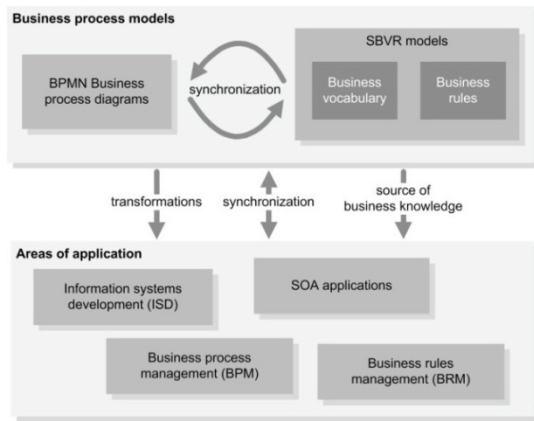 Business process models
SBVR models
BPMN Business
process diagrams
synchronization
Business
vocabulary
Business
rules
transformations
synchronization
source of
business knowledge
Areas of application
Information systems
development (ISD)
SOA applications
Business process
management (BPM)
Business rules
management (BRM)